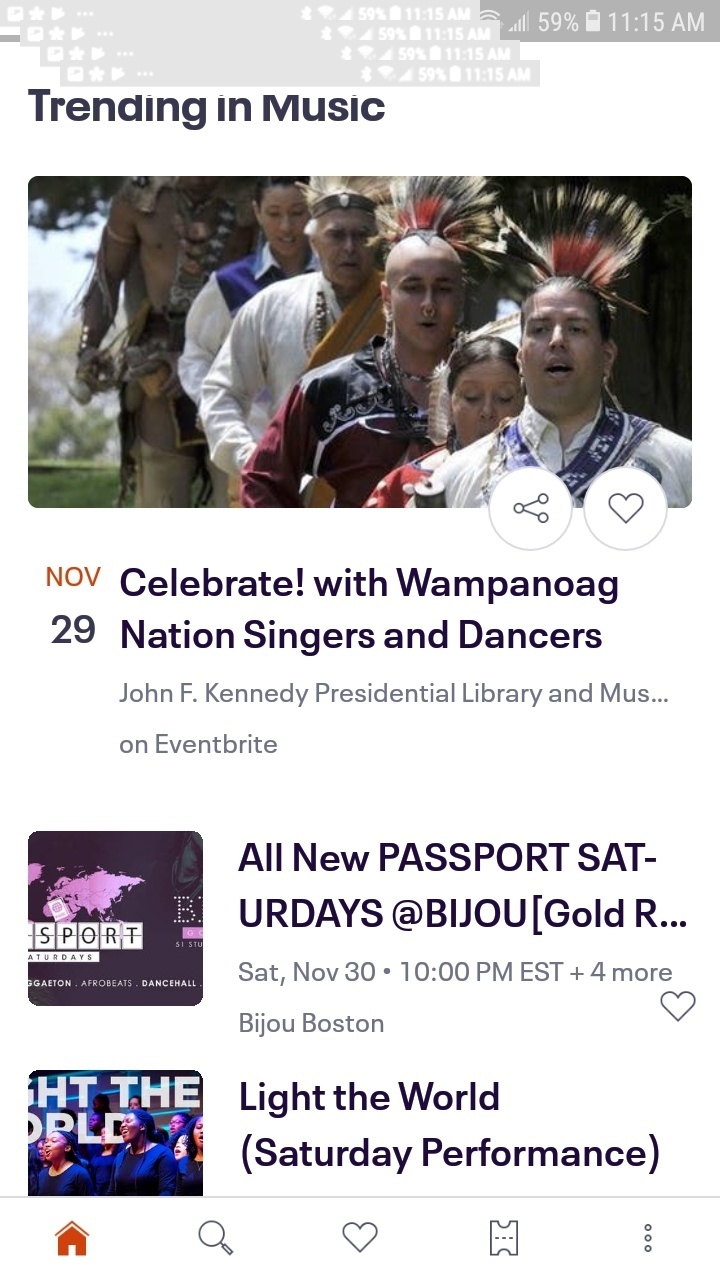 59% 11:15 AM
59% 11:15 AM
59% 11:15 AM
59% 11:15 AM
59% 11:15 AM
Trending in Music
NOV
29
Celebrate! with Wampanoag
Nation Singers and Dancers
John F. Kennedy Presidential Library and Mus...
on Eventbrite
SPORT
ATURDAYS
GGAETON . AFROBEATS . DANCEHALL .
All New PASSPORT SAT-
URDAYS @BIJOU[Gold R...
Sat, Nov 30 • 10:00 PM EST + 4 more
Bijou Boston
GHT THE
ORLD
Light the World
(Saturday Performance)